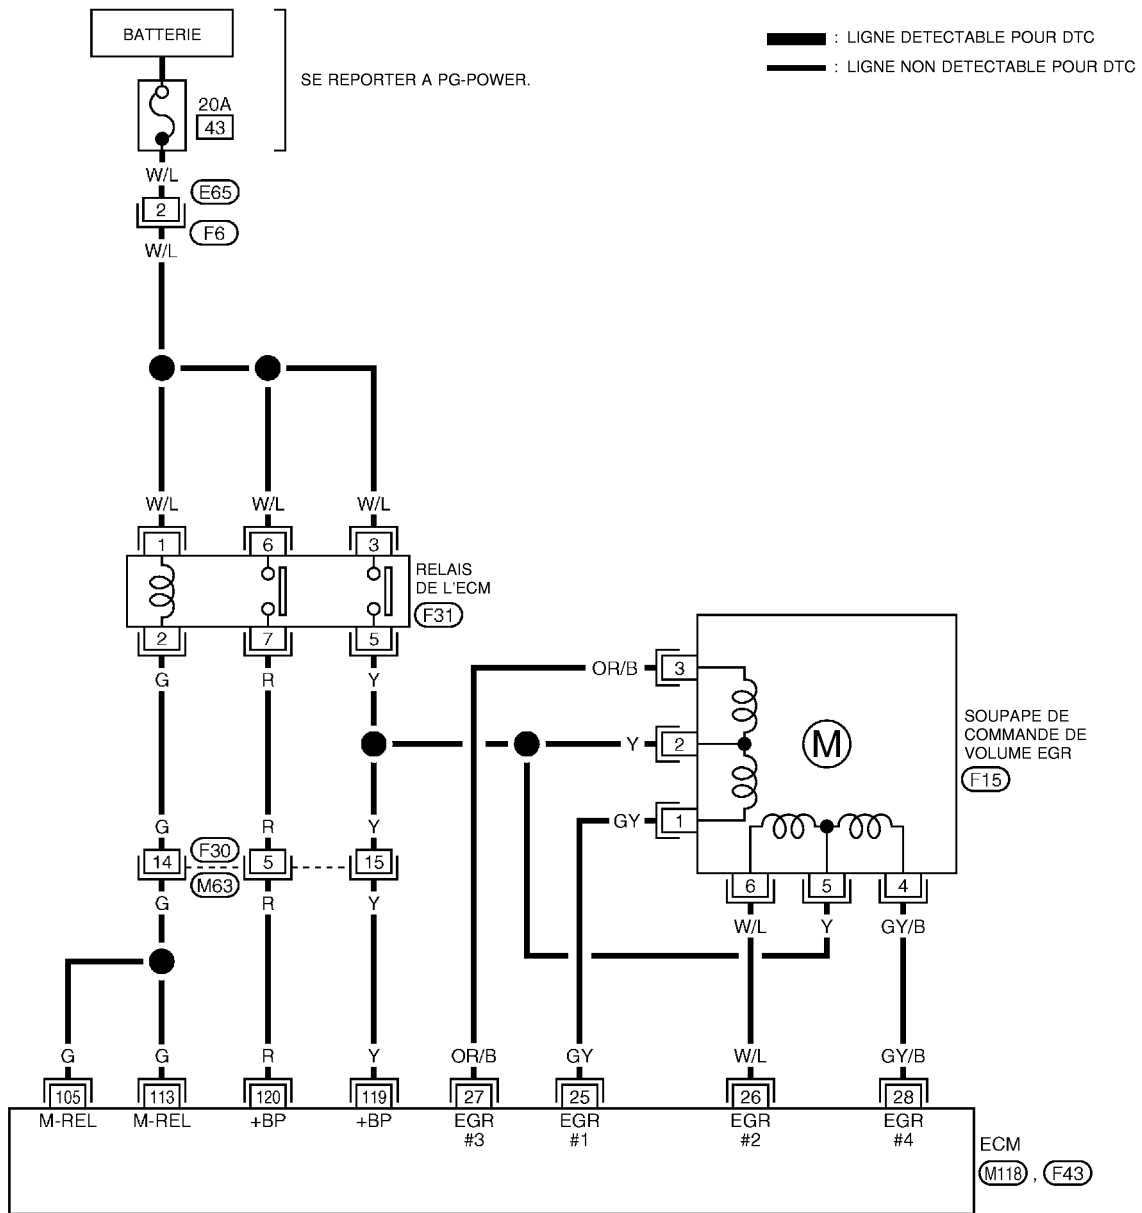 BATTERIE
: LIGNE DETECTABLE POUR DTC
: LIGNE NON DETECTABLE POUR DTC
SE REPORTER A PG-POWER.
20A
43
W/L
E65
2
F6
W/L
W/L W/L W/L
1 6 3
RELAIS
DE L'ECM
F31
2 7 5
G R Y
OR/B 3
Y 2
GY 1
M
SOUPAPE DE
COMMANDE DE
VOLUME EGR
F15
G R Y
14 F30 5 15
M63
G R Y
6 5 4
W/L Y GY/B
G G R Y OR/B GY W/L GY/B
105 113 120 119 27 25 26 28
M-REL M-REL +BP +BP EGR EGR EGR EGR
#3 #1 #2 #4
ECM
M118 , F43